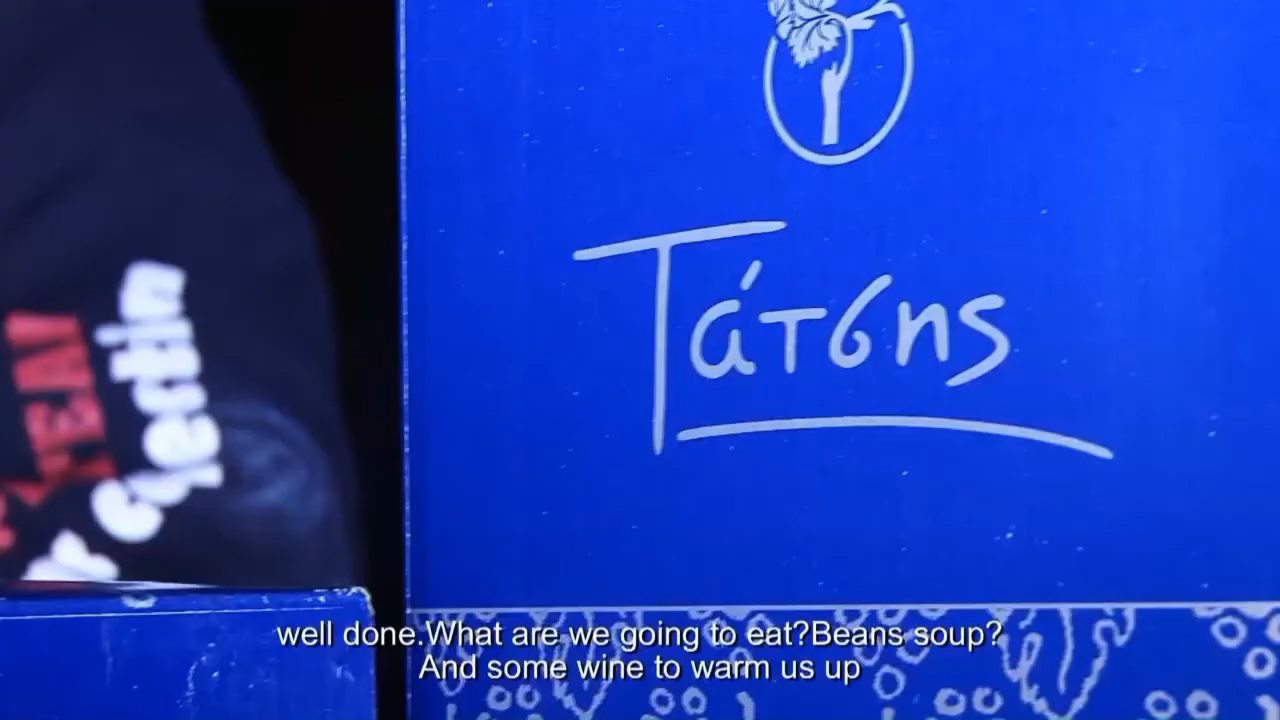 Τάτσης
well done.What are we going to eat?Beans soup?
And some wine to warm us up